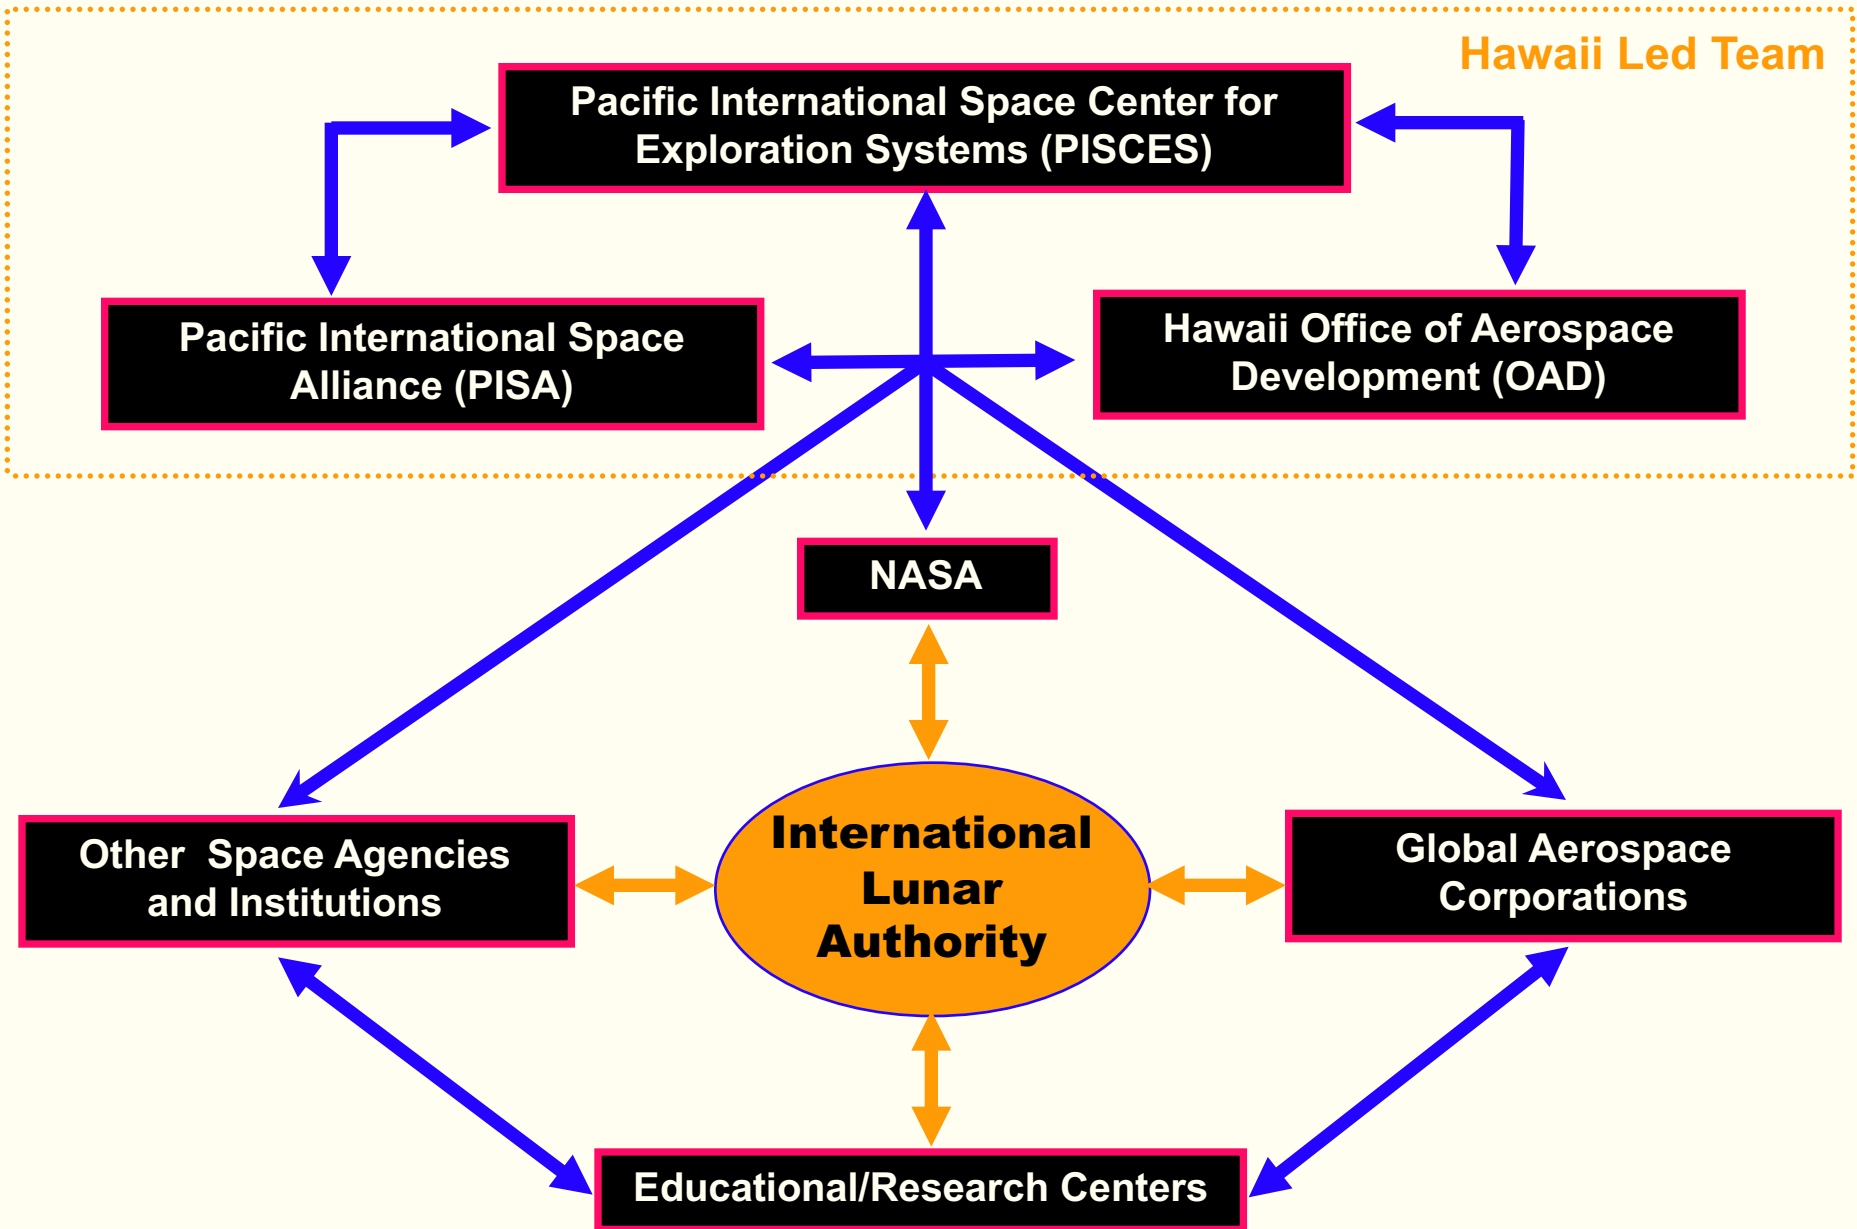 Hawaii Led Team
Pacific International Space Center for
Exploration Systems (PISCES)
Pacific International Space
Alliance (PISA)
Hawaii Office of Aerospace
Development (OAD)
NASA
Other  Space Agencies
and Institutions
International
Lunar
Authority
Global Aerospace
Corporations
Educational/Research Centers